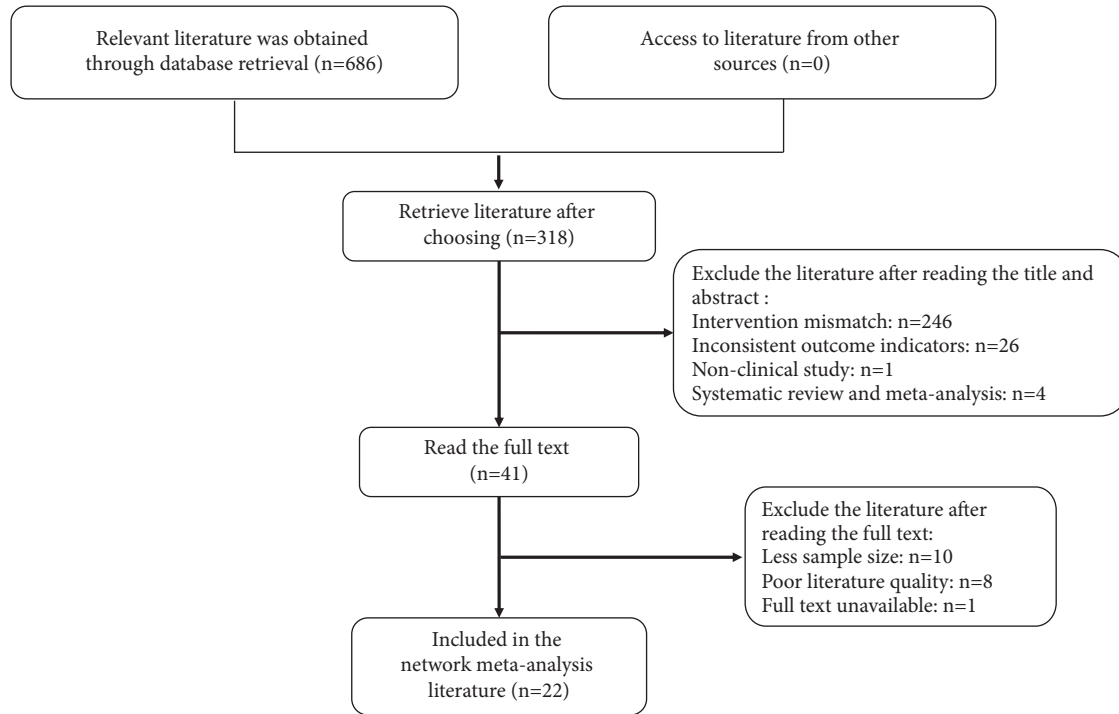 Relevant literature was obtained
through database retrieval (n=686)
Access to literature from other
sources (n=0)
Retrieve literature after
choosing (n=318)
Exclude the literature after reading the title and
abstract :
Intervention mismatch: n=246
Inconsistent outcome indicators: n=26
Non-clinical study: n=1
Systematic review and meta-analysis: n=4
Read the full text
(n=41)
Exclude the literature after
reading the full text:
Less sample size: n=10
Poor literature quality: n=8
Full text unavailable: n=1
Included in the
network meta-analysis
literature (n=22)